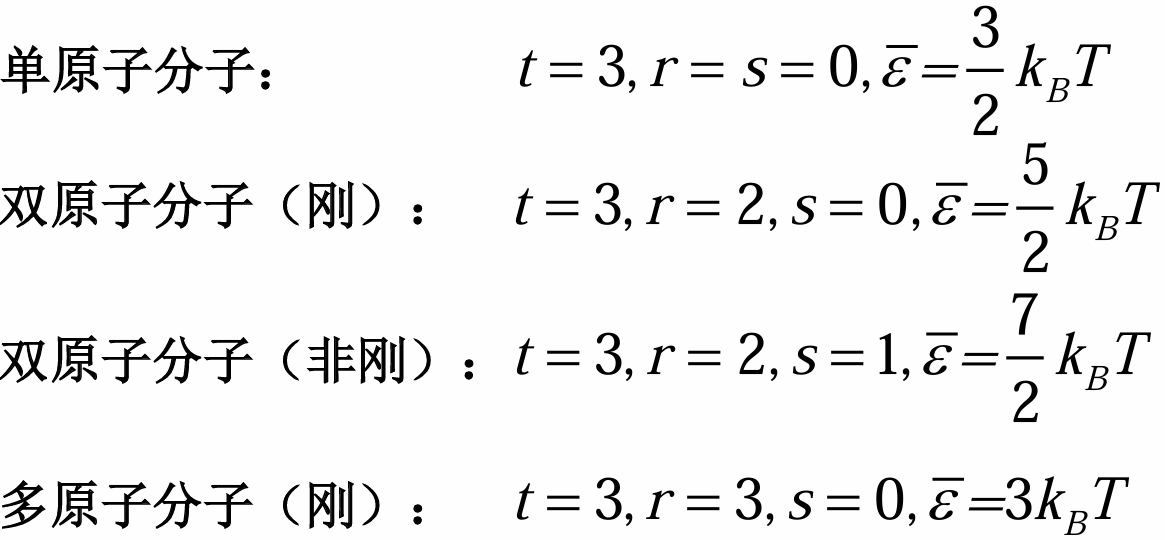 单原子分子： t = 3, r = s = 0, ε̅ = 3/2 k_B T
双原子分子（刚）： t = 3, r = 2, s = 0, ε̅ = 5/2 k_B T
双原子分子（非刚）： t = 3, r = 2, s = 1, ε̅ = 7/2 k_B T
多原子分子（刚）： t = 3, r = 3, s = 0, ε̅ = 3k_B T